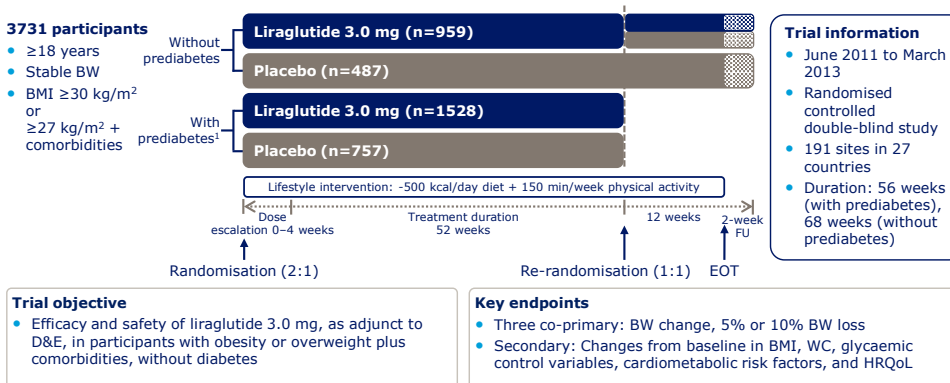 3731 participants
• ≥18 years
• Stable BW
• BMI ≥30 kg/m²
or
≥27 kg/m² +
comorbidities
Without
prediabetes
Liraglutide 3.0 mg (n=959)
Placebo (n=487)
With
prediabetes¹
Liraglutide 3.0 mg (n=1528)
Placebo (n=757)
Lifestyle intervention: -500 kcal/day diet + 150 min/week physical activity
Dose
escalation 0–4 weeks
Treatment duration
52 weeks
12 weeks
2-week
FU
Randomisation (2:1)
Re-randomisation (1:1)
EOT
Trial information
• June 2011 to March
2013
• Randomised
controlled
double-blind study
• 191 sites in 27
countries
• Duration: 56 weeks
(with prediabetes),
68 weeks (without
prediabetes)
Trial objective
• Efficacy and safety of liraglutide 3.0 mg, as adjunct to
D&E, in participants with obesity or overweight plus
comorbidities, without diabetes
Key endpoints
• Three co-primary: BW change, 5% or 10% BW loss
• Secondary: Changes from baseline in BMI, WC, glycaemic
control variables, cardiometabolic risk factors, and HRQoL